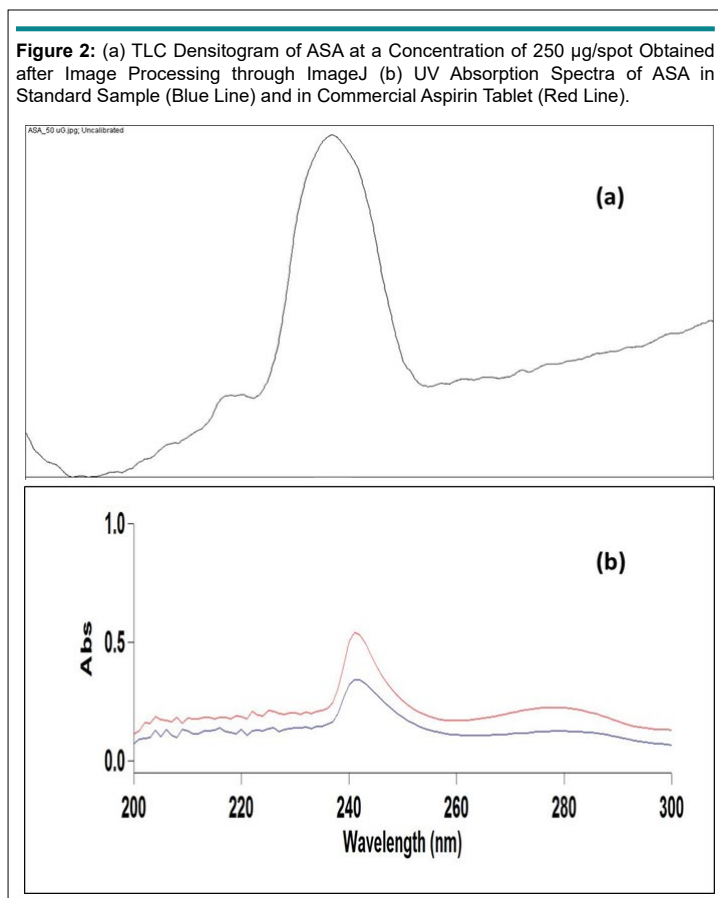 Figure 2: (a) TLC Densitogram of ASA at a Concentration of 250 µg/spot Obtained
after Image Processing through ImageJ (b) UV Absorption Spectra of ASA in
Standard Sample (Blue Line) and in Commercial Aspirin Tablet (Red Line).
ASA_50 uG.jpg; Uncalibrated
(a)
(b)
1.0
Abs
0.5
0.0
200 220 240 260 280 300
Wavelength (nm)